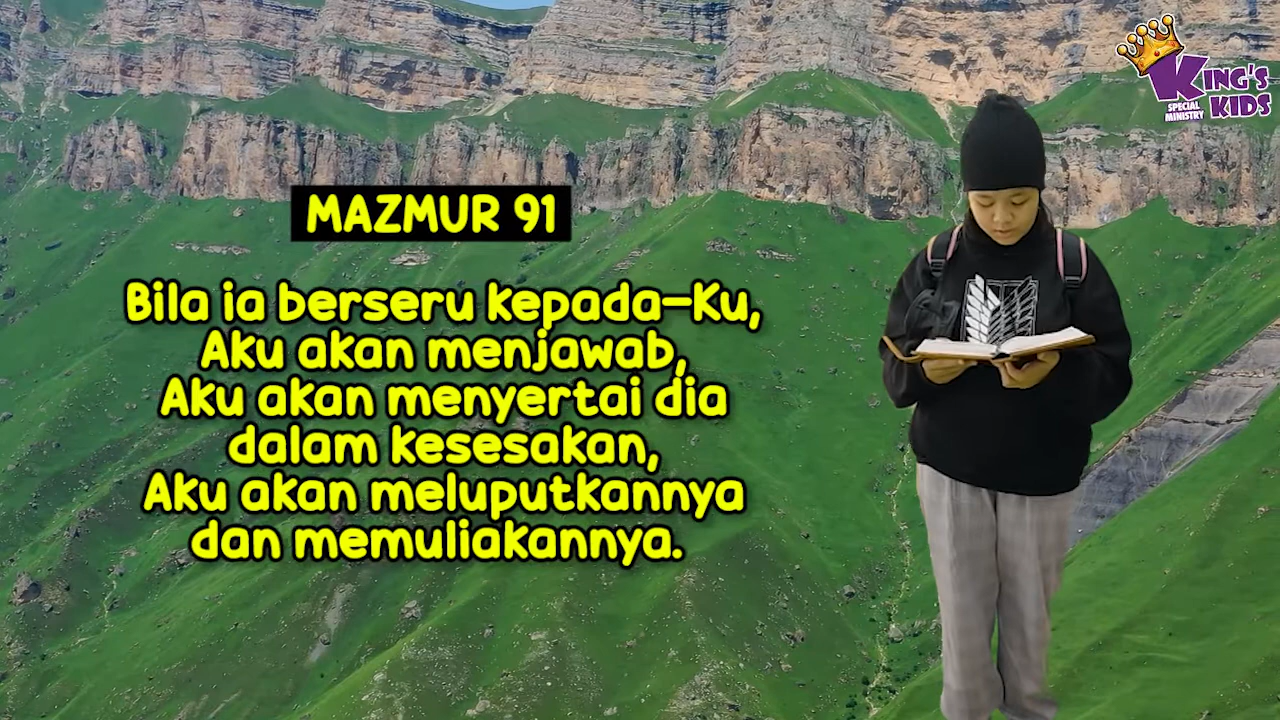 KING'S
SPECIAL KIDS
MINISTRY
MAZMUR 91
Bila ia berseru kepada-Ku,
Aku akan menjawab,
Aku akan menyertai dia
dalam kesesakan,
Aku akan meluputkannya
dan memuliakannya.